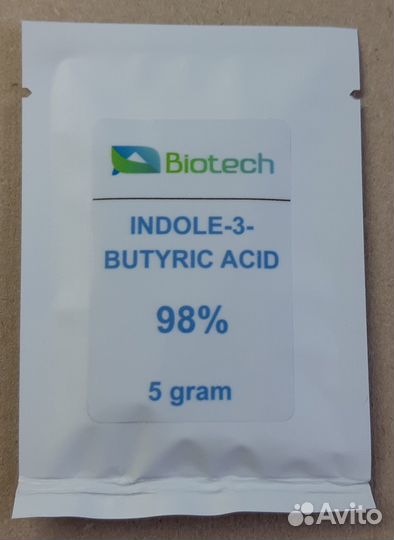 Biotech
INDOLE-3-
BUTYRIC ACID
98%
5 gram
Avito